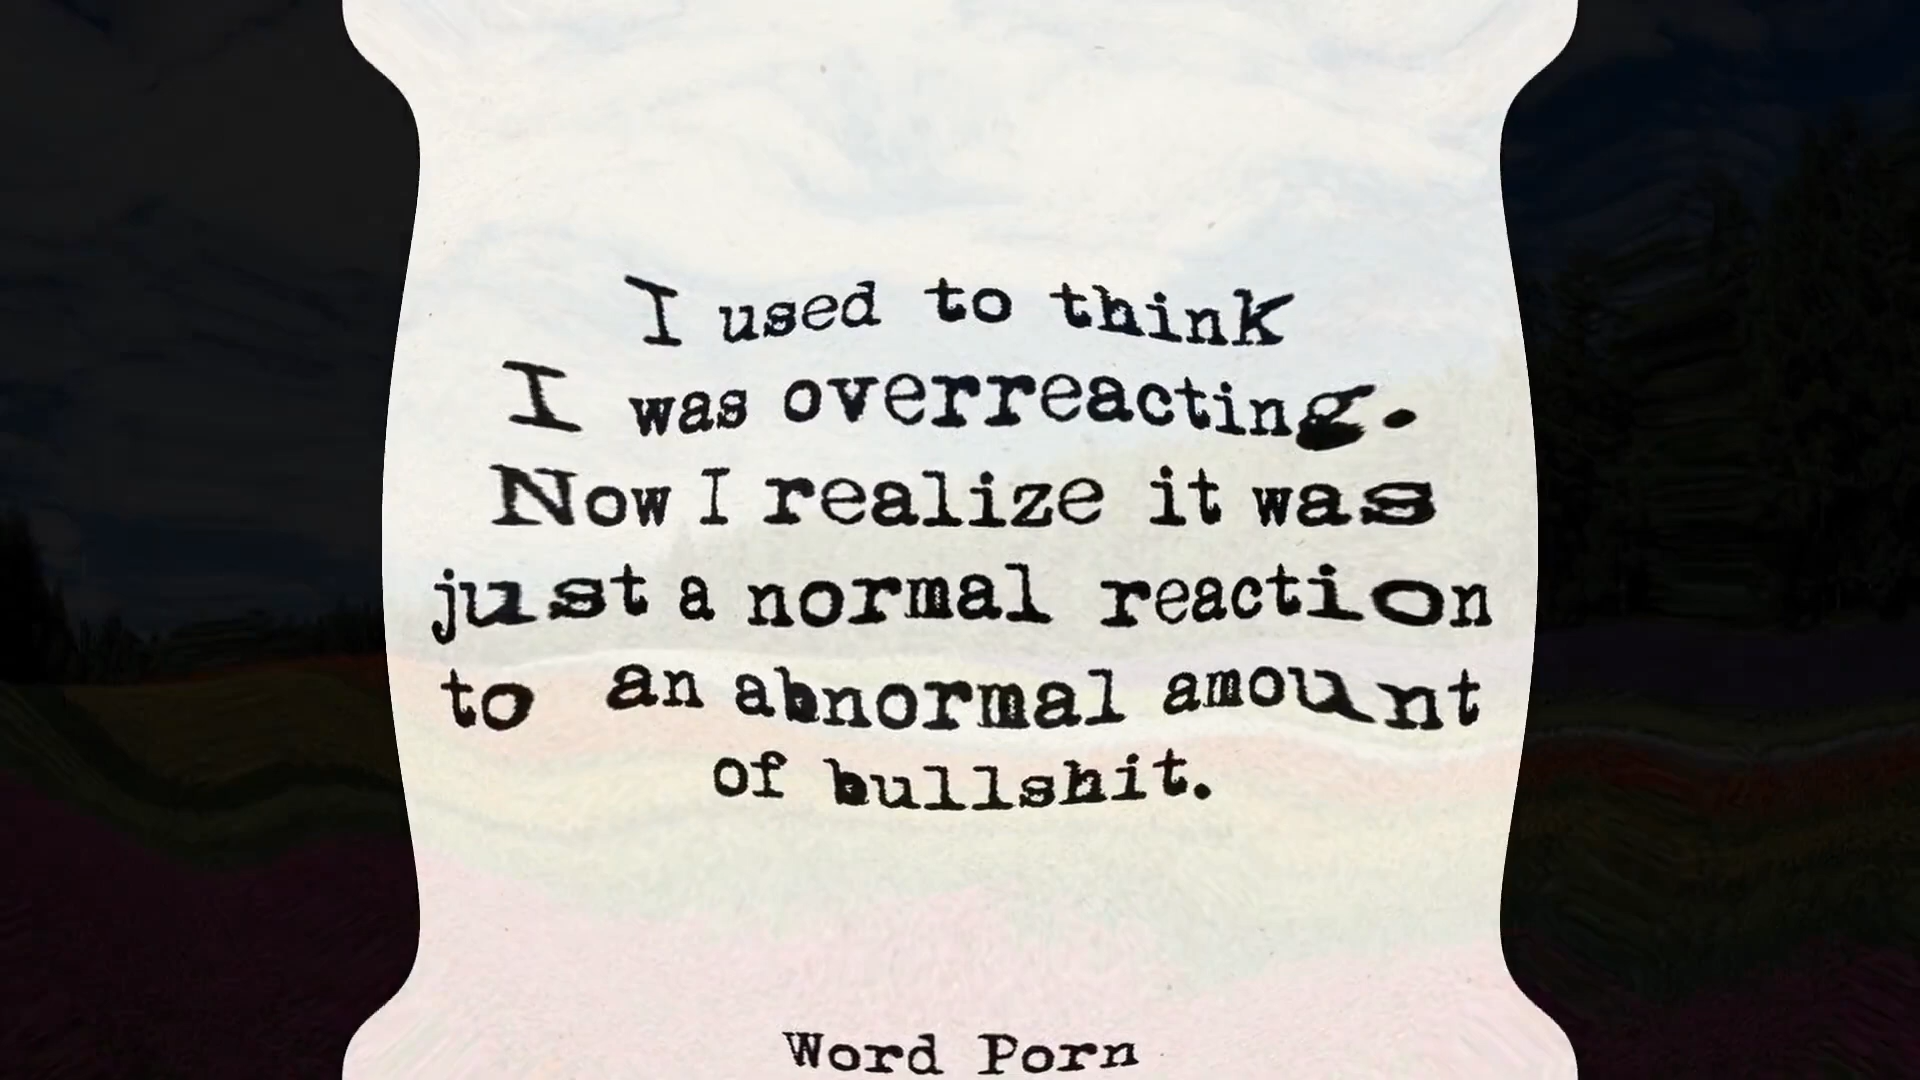 I used to think
I was overreacting.
Now I realize it was
just a normal reaction
to an abnormal amount
of bullshit.
Word Porn